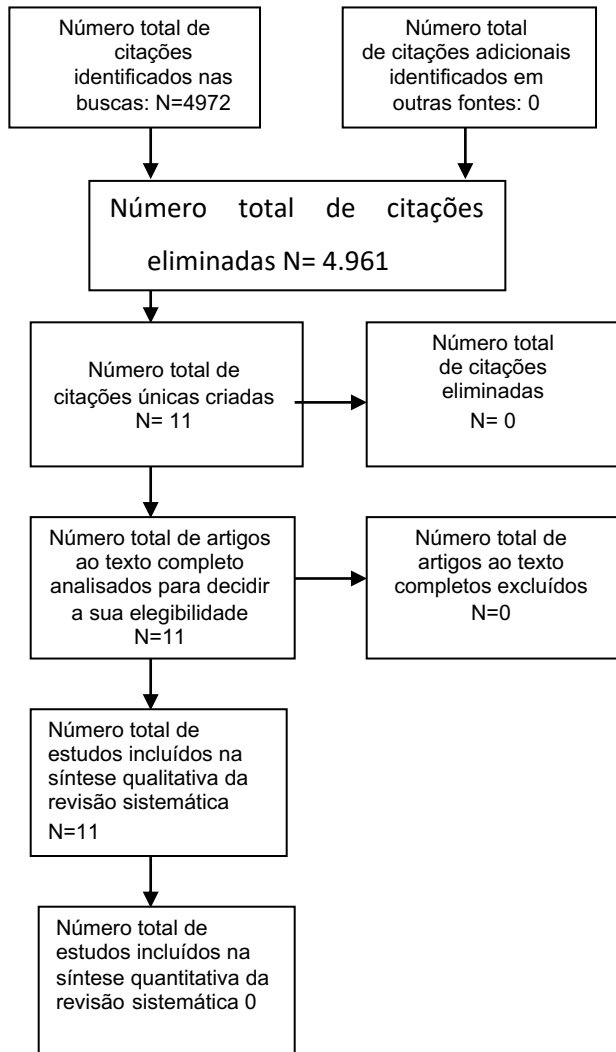 Número total de
citações
identificados nas
buscas: N=4972
Número total
de citações adicionais
identificados em
outras fontes: 0
Número total de citações
eliminadas N= 4.961
Número total de
citações únicas criadas
N= 11
Número total
de citações
eliminadas
N= 0
Número total de artigos
ao texto completo
analisados para decidir
a sua elegibilidade
N=11
Número total de
artigos ao texto
completos excluídos
N=0
Número total de
estudos incluídos na
síntese qualitativa da
revisão sistemática
N=11
Número total de
estudos incluídos na
síntese quantitativa da
revisão sistemática 0